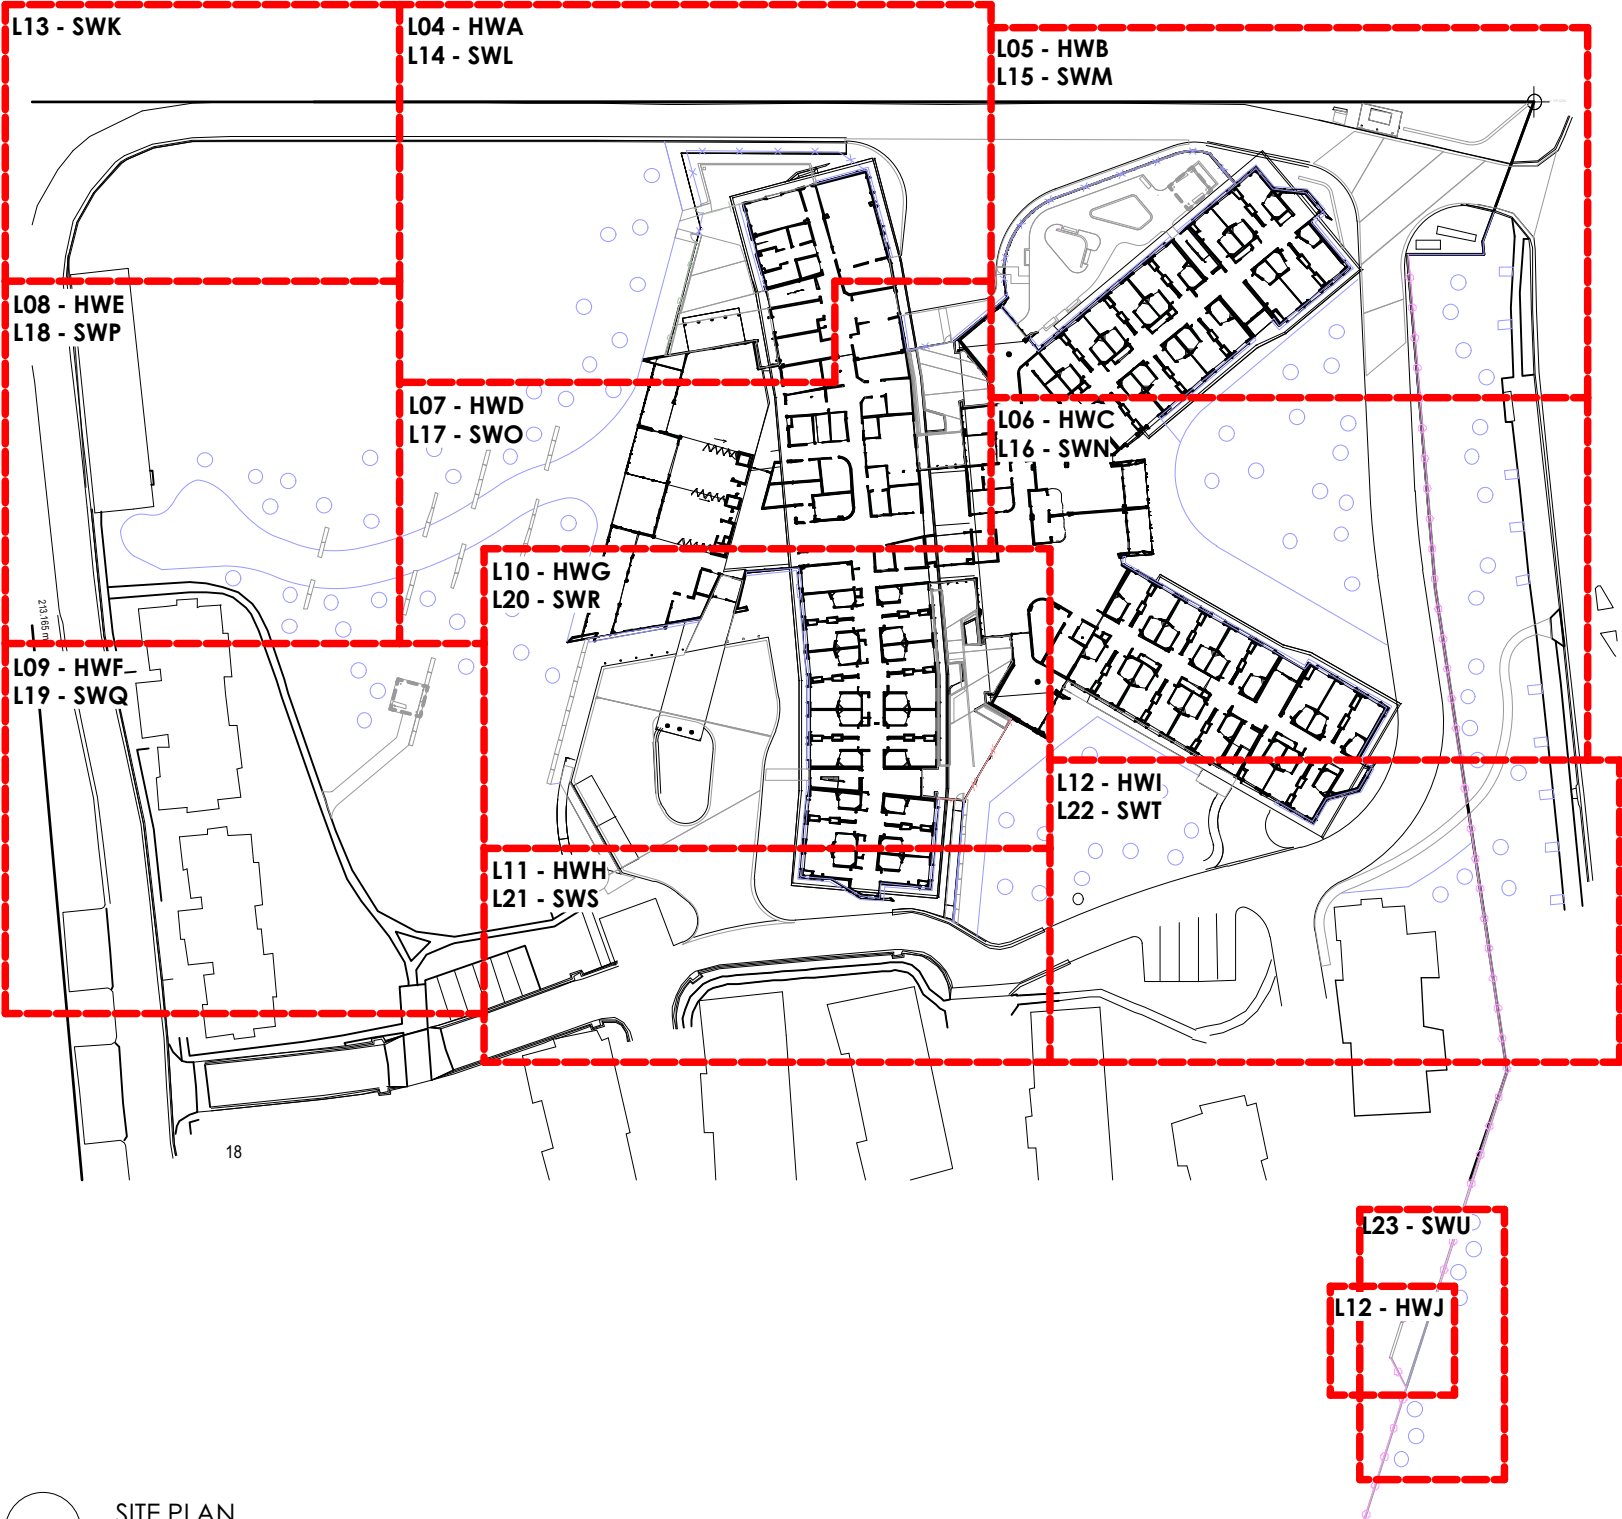 L13 - SWK
L04 - HWA
L14 - SWL
L05 - HWB
L15 - SWM
L08 - HWE
L18 - SWP
L07 - HWD
L17 - SWO
L06 - HWC
L16 - SWN
L10 - HWG
L20 - SWR
213.165 m
L09 - HWF
L19 - SWQ
L12 - HWI
L22 - SWT
L11 - HWH
L21 - SWS
18
L23 - SWU
L12 - HWJ
SITE PLAN